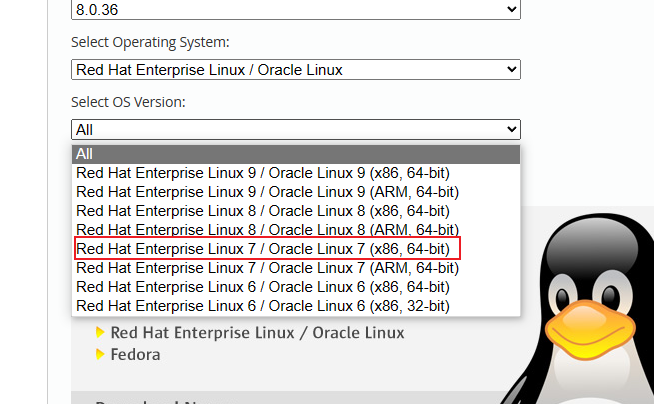 8.0.36
Select Operating System:
Red Hat Enterprise Linux / Oracle Linux
Select OS Version:
All
All
Red Hat Enterprise Linux 9 / Oracle Linux 9 (x86, 64-bit)
Red Hat Enterprise Linux 9 / Oracle Linux 9 (ARM, 64-bit)
Red Hat Enterprise Linux 8 / Oracle Linux 8 (x86, 64-bit)
Red Hat Enterprise Linux 8 / Oracle Linux 8 (ARM, 64-bit)
Red Hat Enterprise Linux 7 / Oracle Linux 7 (x86, 64-bit)
Red Hat Enterprise Linux 7 / Oracle Linux 7 (ARM, 64-bit)
Red Hat Enterprise Linux 6 / Oracle Linux 6 (x86, 64-bit)
Red Hat Enterprise Linux 6 / Oracle Linux 6 (x86, 32-bit)
Red Hat Enterprise Linux / Oracle Linux
Fedora